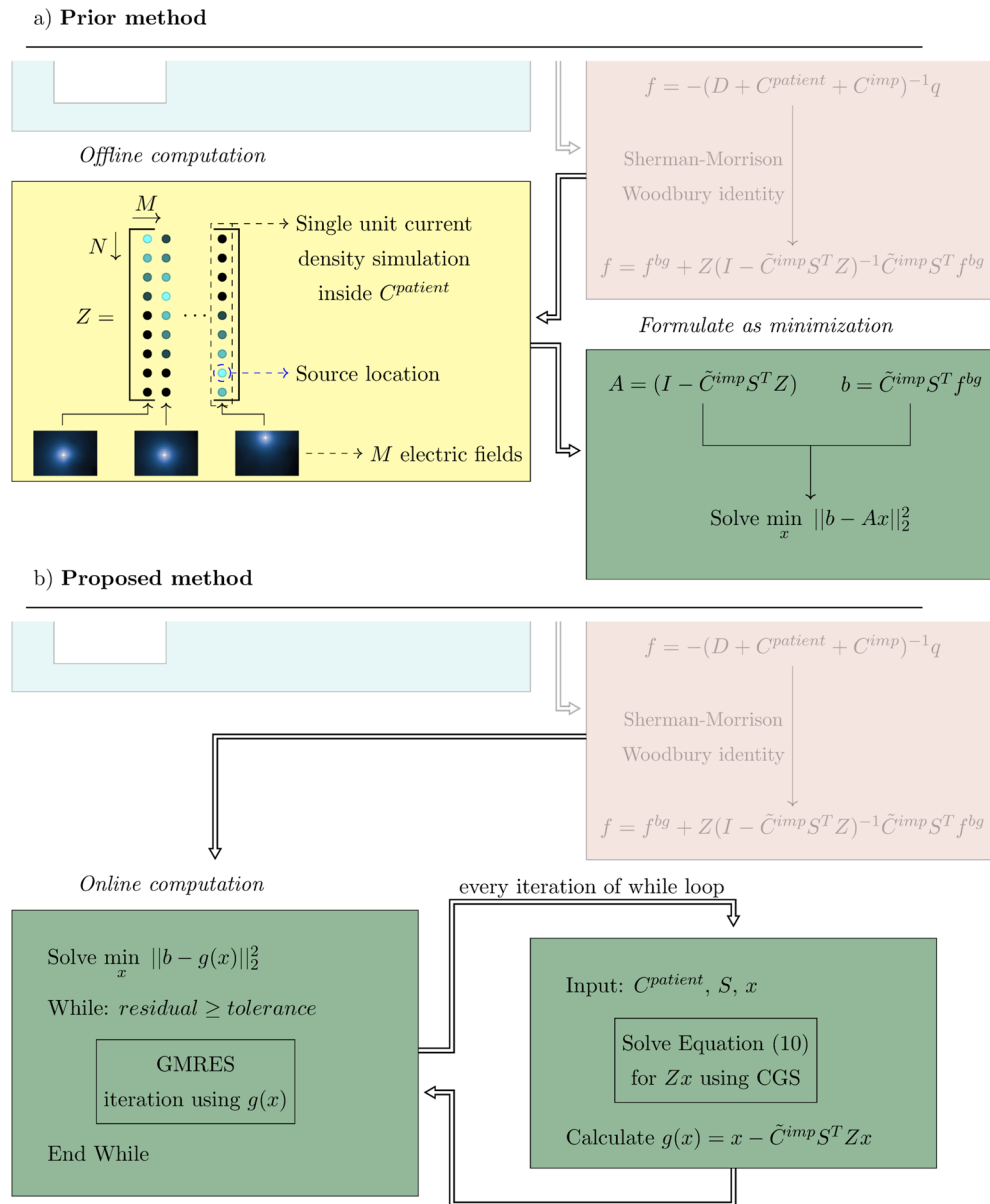 a) Prior method
f = −(D + C^{patient} + C^{imp})^{−1}q
Offline computation
Sherman-Morrison
Woodbury identity
f = f^{bg} + Z(I − C̃^{imp}S^T Z)^{−1}C̃^{imp}S^T f^{bg}
M
N
Z =
· · ·
Single unit current
density simulation
inside C^{patient}
Source location
M electric fields
Formulate as minimization
A = (I − C̃^{imp}S^T Z)
b = C̃^{imp}S^T f^{bg}
Solve min_x ||b − Ax||_2^2
b) Proposed method
f = −(D + C^{patient} + C^{imp})^{−1}q
Sherman-Morrison
Woodbury identity
f = f^{bg} + Z(I − C̃^{imp}S^T Z)^{−1}C̃^{imp}S^T f^{bg}
Online computation
every iteration of while loop
Solve min_x ||b − g(x)||_2^2
While: residual ≥ tolerance
GMRES
iteration using g(x)
End While
Input: C^{patient}, S, x
Solve Equation (10)
for Zx using CGS
Calculate g(x) = x − C̃^{imp}S^T Zx